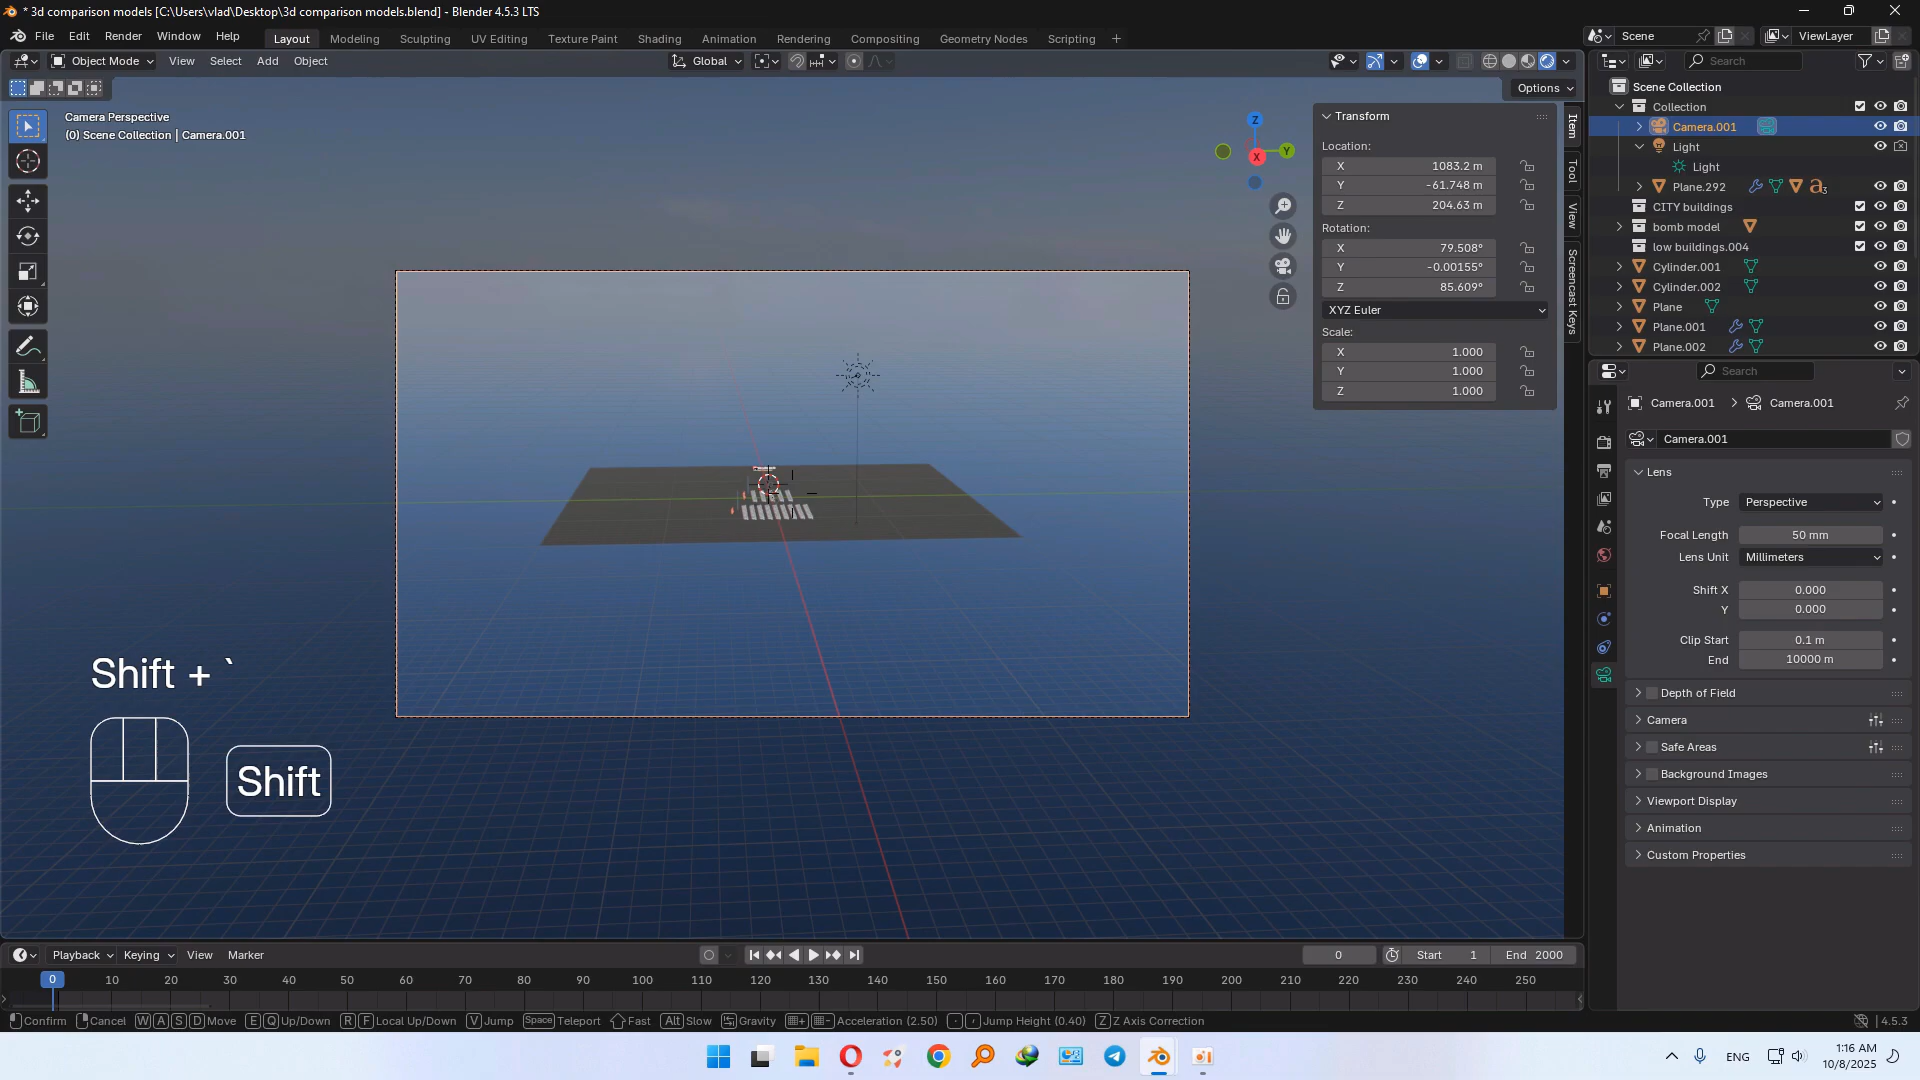 * 3d comparison models [C:\Users\vlad\Desktop\3d comparison models.blend] - Blender 4.5.3 LTS
File Edit Render Window Help Layout Modeling Sculpting UV Editing Texture Paint Shading Animation Rendering Compositing Geometry Nodes Scripting Scene ViewLayer
Object Mode View Select Add Object Global Search
Options
Camera Perspective
(0) Scene Collection | Camera.001
Z
Y
X
Transform
Location:
X 1083.2 m
Y -61.748 m
Z 204.63 m
Rotation:
X 79.508°
Y -0.00155°
Z 85.609°
XYZ Euler
Scale:
X 1.000
Y 1.000
Z 1.000
Item
Tool
View
Screencast Keys
Scene Collection
Collection
Camera.001
Light
Light
Plane.292
3
CITY buildings
bomb model
low buildings.004
Cylinder.001
Cylinder.002
Plane
Plane.001
Plane.002
Search
Camera.001 Camera.001
Camera.001
Lens
Type Perspective
Focal Length 50 mm
Lens Unit Millimeters
Shift X 0.000
Y 0.000
Clip Start 0.1 m
End 10000 m
Depth of Field
Camera
Safe Areas
Background Images
Viewport Display
Animation
Custom Properties
Shift + `
Shift
Playback Keying View Marker 0 Start 1 End 2000
0 10 20 30 40 50 60 70 80 90 100 110 120 130 140 150 160 170 180 190 200 210 220 230 240 250
Confirm Cancel W A S D Move E Q Up/Down R F Local Up/Down V Jump Space Teleport Fast Alt Slow Gravity Acceleration (2.50) Jump Height (0.40) Z Z Axis Correction 4.5.3
ENG 1:16 AM
10/8/2025